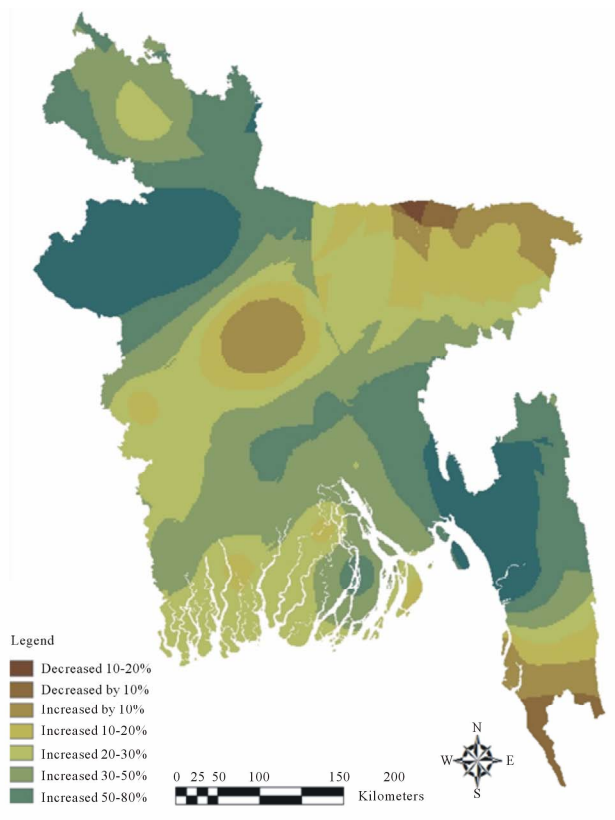 Legend
Decreased 10-20%
Decreased by 10%
Increased by 10%
Increased 10-20%
Increased 20-30%
Increased 30-50%
Increased 50-80%
0 25 50 100 150 200
Kilometers
N
W E
S